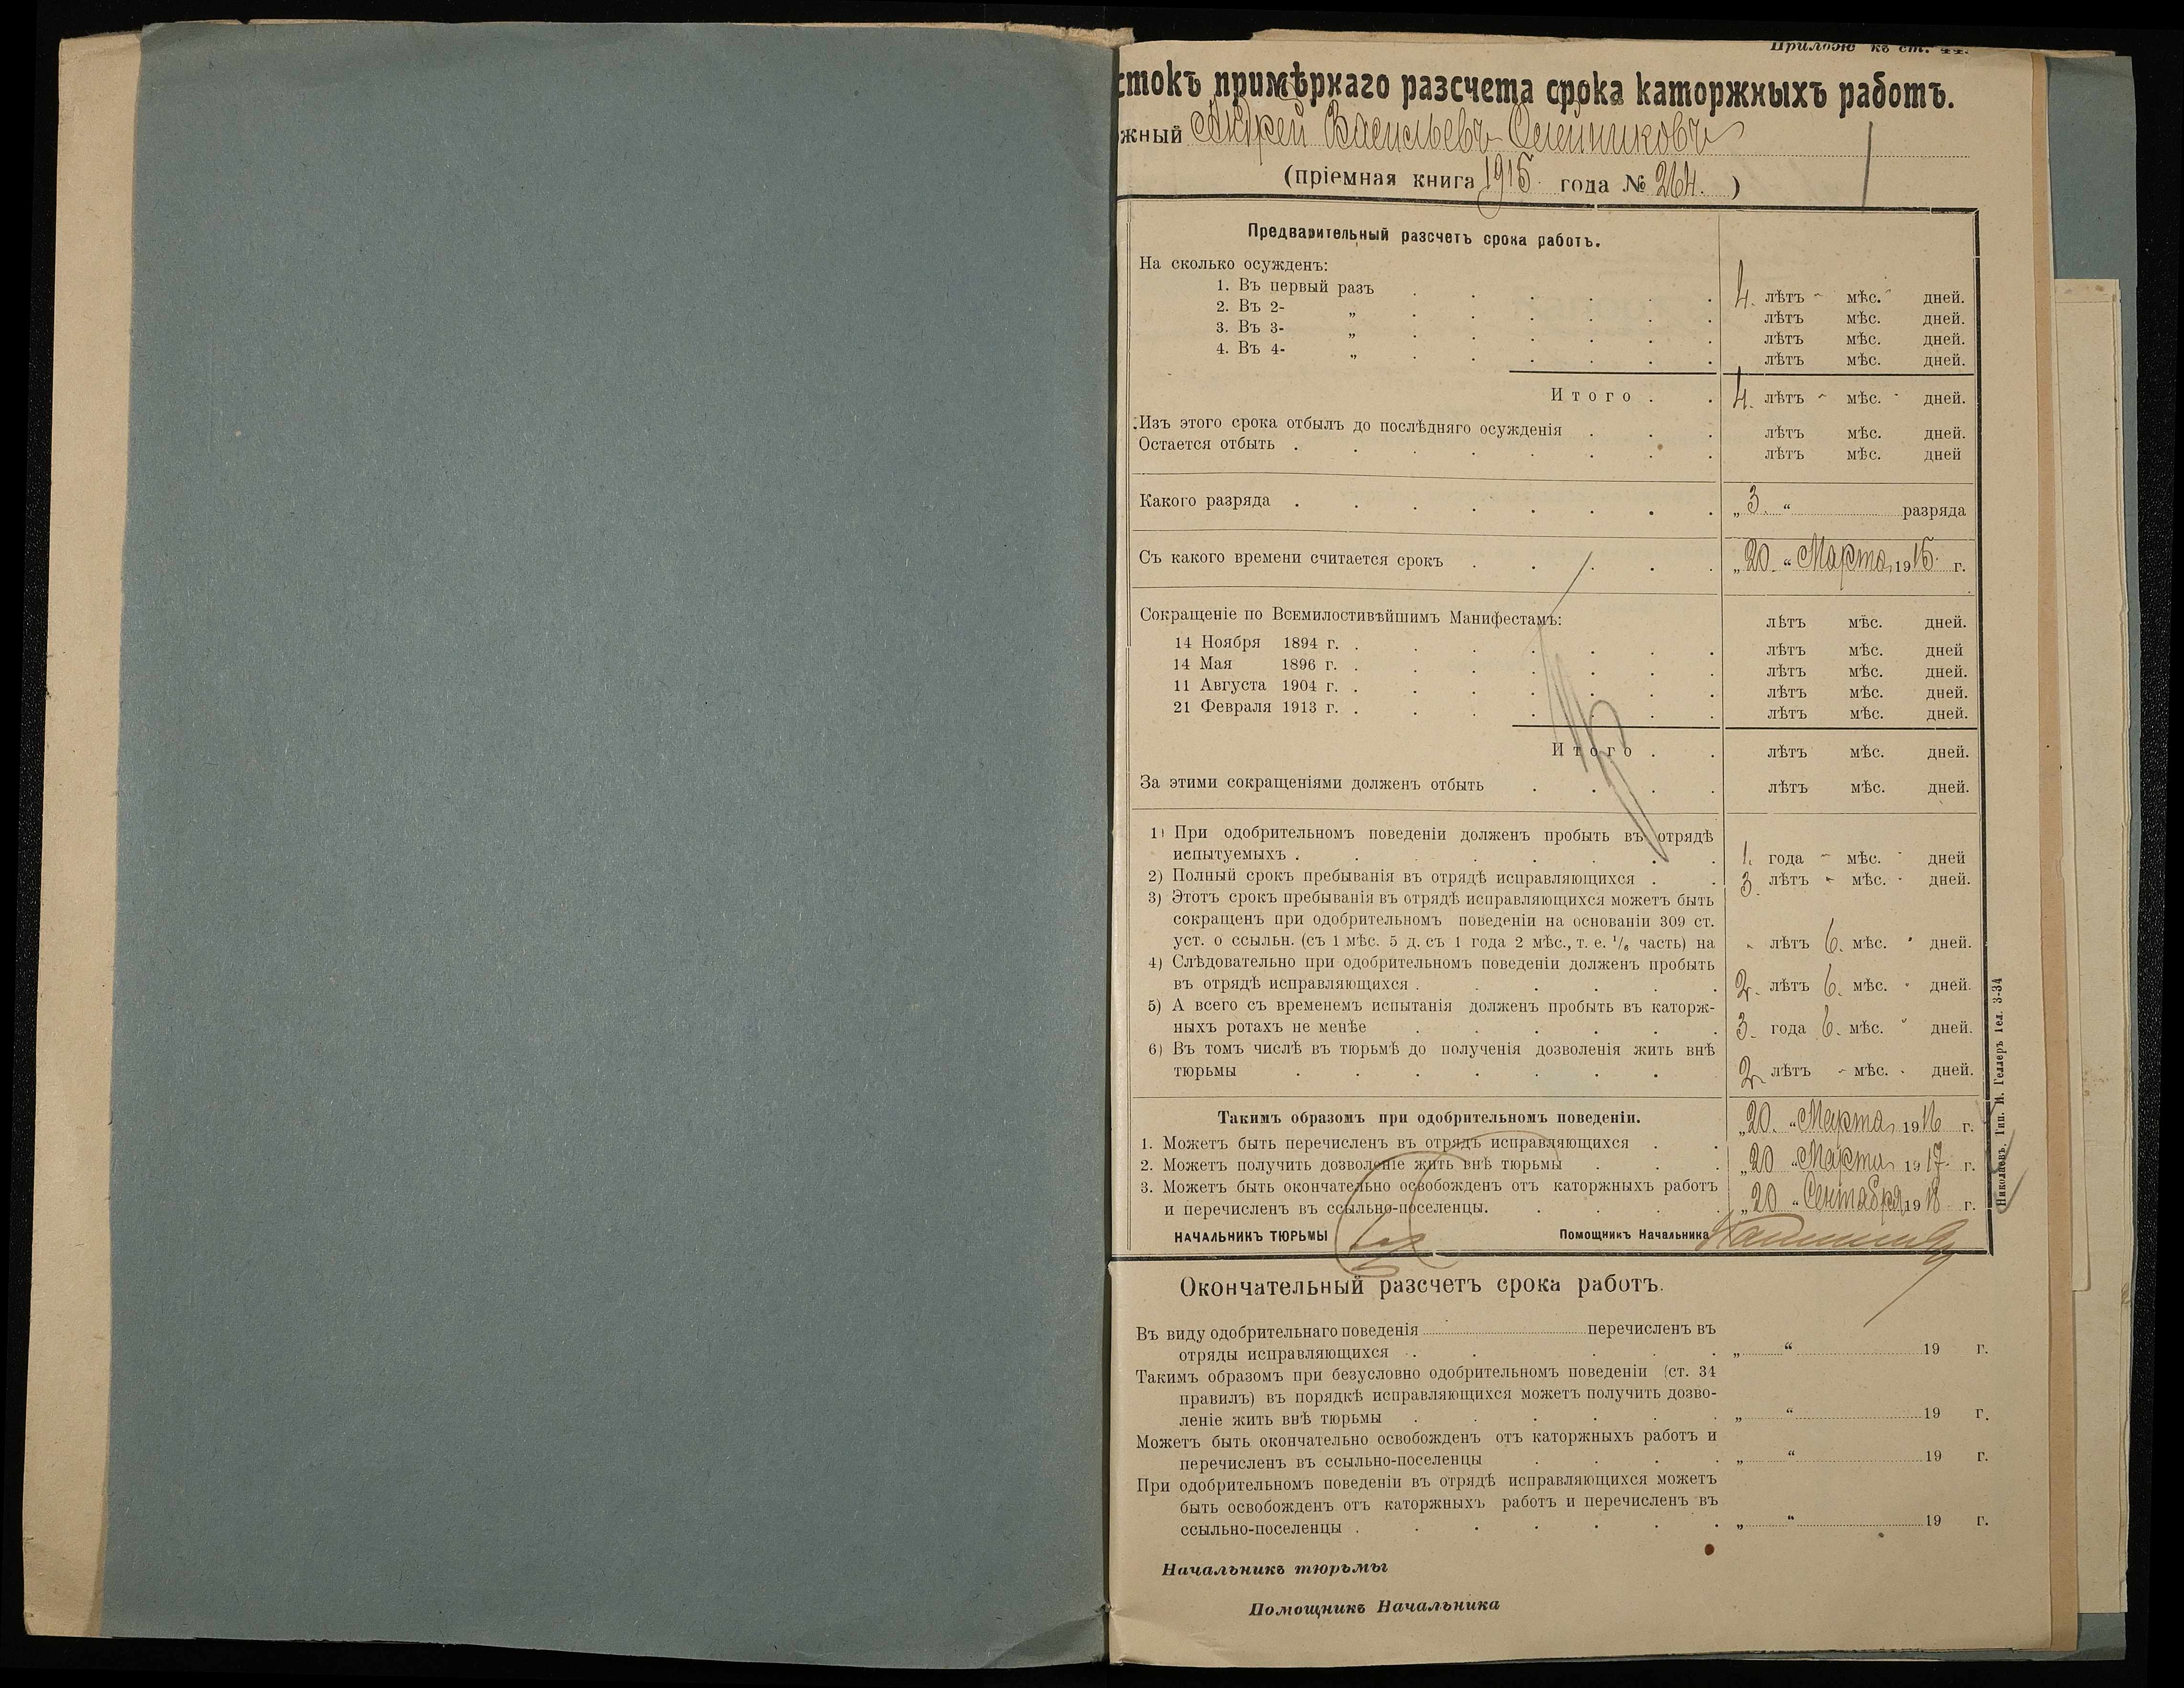 Прилож къ ст. 44.
стокъ примѣрнаго разсчета срока каторжныхъ работъ.
жный Андрей Васильевъ Олейниковъ
(пріемная книга 1915 года № 264.)
Предварительный разсчетъ срока работъ.
На сколько осужденъ:
1. Въ первый разъ 4. лѣтъ - мѣс. - дней.
2. Въ 2- „ лѣтъ мѣс. дней.
3. Въ 3- „ лѣтъ мѣс. дней.
4. Въ 4- „ лѣтъ мѣс. дней.
Итого . . 4. лѣтъ - мѣс. - дней.
Изъ этого срока отбылъ до послѣдняго осужденія . . . лѣтъ мѣс. дней.
Остается отбыть . лѣтъ мѣс. дней
Какого разряда . „ 3. “ разряда
Съ какого времени считается срокъ „ 20. “ Марта 1915 г.
Сокращеніе по Всемилостивѣйшимъ Манифестамъ: лѣтъ мѣс. дней.
14 Ноября 1894 г. . лѣтъ мѣс. дней
14 Мая 1896 г. . лѣтъ мѣс. дней.
11 Августа 1904 г. . лѣтъ мѣс. дней.
21 Февраля 1913 г. . лѣтъ мѣс. дней.
Итого . . лѣтъ мѣс. дней.
За этими сокращеніями долженъ отбыть лѣтъ мѣс. дней.
1) При одобрительномъ поведеніи долженъ пробыть въ отрядѣ
испытуемыхъ . 1. года - мѣс. - дней
2) Полный срокъ пребыванія въ отрядѣ исправляющихся . . 3. лѣтъ - мѣс. - дней.
3) Этотъ срокъ пребыванія въ отрядѣ исправляющихся можетъ быть
сокращенъ при одобрительномъ поведеніи на основаніи 309 ст.
уст. о ссыльн. (съ 1 мѣс. 5 д. съ 1 года 2 мѣс., т. е. 1/6 часть) на - лѣтъ 6. мѣс. " дней.
4) Слѣдовательно при одобрительномъ поведеніи долженъ пробыть
въ отрядѣ исправляющихся . 2. лѣтъ 6. мѣс. - дней.
5) А всего съ временемъ испытанія долженъ пробыть въ каторж-
ныхъ ротахъ не менѣе 3. года 6. мѣс. " дней.
6) Въ томъ числѣ въ тюрьмѣ до полученія дозволенія жить внѣ
тюрьмы 2 лѣтъ - мѣс. - дней.
Такимъ образомъ при одобрительномъ поведеніи.
1. Можетъ быть перечисленъ въ отрядъ исправляющихся . . „ 20. “ Марта 1916 г.
2. Можетъ получить дозволеніе жить внѣ тюрьмы . . . „ 20 “ Марта 1917 г.
3. Можетъ быть окончательно освобожденъ отъ каторжныхъ работъ
и перечисленъ въ ссыльно-поселенцы. „ 20 “ Сентября 1918 г.
НАЧАЛЬНИКЪ ТЮРЬМЫ Помощникъ Начальника
Николаевъ. Тип. И. Геллеръ Тел. 3-34
Окончательный разсчетъ срока работъ.
Въ виду одобрительнаго поведенія перечисленъ въ
отряды исправляющихся . „ “ 19 г.
Такимъ образомъ при безусловно одобрительномъ поведеніи (ст. 34
правилъ) въ порядкѣ исправляющихся можетъ получить дозво-
леніе жить внѣ тюрьмы „ “ 19 г.
Можетъ быть окончательно освобожденъ отъ каторжныхъ работъ и
перечисленъ въ ссыльно-поселенцы „ “ 19 г.
При одобрительномъ поведеніи въ отрядѣ исправляющихся можетъ
быть освобожденъ отъ каторжныхъ работъ и перечисленъ въ
ссыльно-поселенцы . „ “ 19 г.
Начальникъ тюрьмы
Помощникъ Начальника